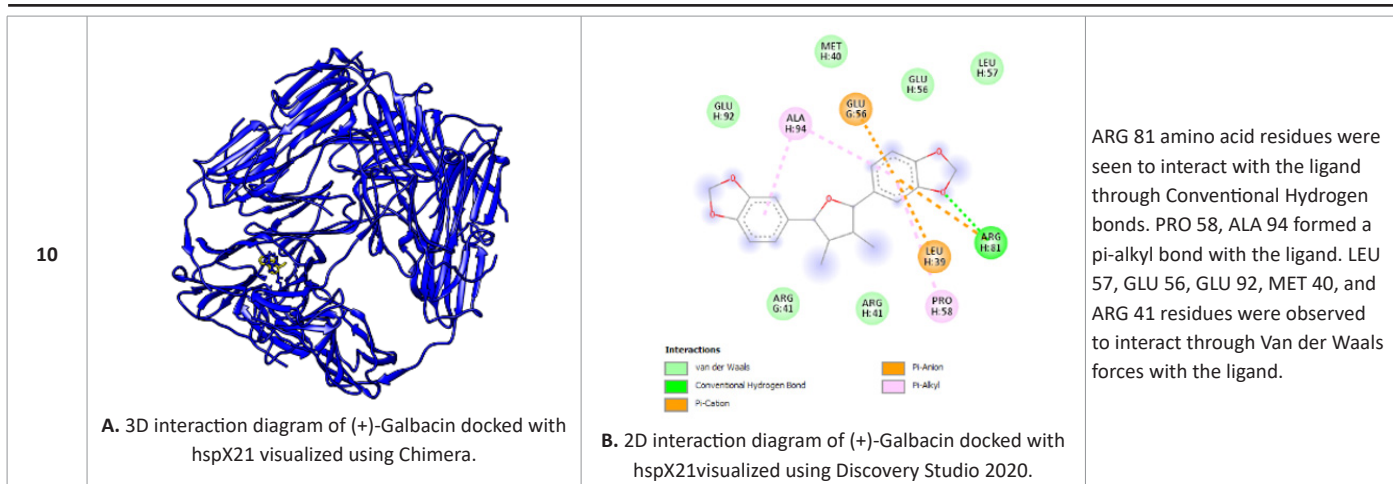 10
A. 3D interaction diagram of (+)-Galbacin docked with
hspX21 visualized using Chimera.
MET
H:40
LEU
H:57
GLU
H:56
GLU
G:56
GLU
H:92
ALA
H:94
O
O
O
O
O
ARG
H:81
LEU
H:39
ARG
G:41
ARG
H:41
PRO
H:58
Interactions
van der Waals
Conventional Hydrogen Bond
Pi-Cation
Pi-Anion
Pi-Alkyl
B. 2D interaction diagram of (+)-Galbacin docked with
hspX21visualized using Discovery Studio 2020.
ARG 81 amino acid residues were
seen to interact with the ligand
through Conventional Hydrogen
bonds. PRO 58, ALA 94 formed a
pi-alkyl bond with the ligand. LEU
57, GLU 56, GLU 92, MET 40, and
ARG 41 residues were observed
to interact through Van der Waals
forces with the ligand.